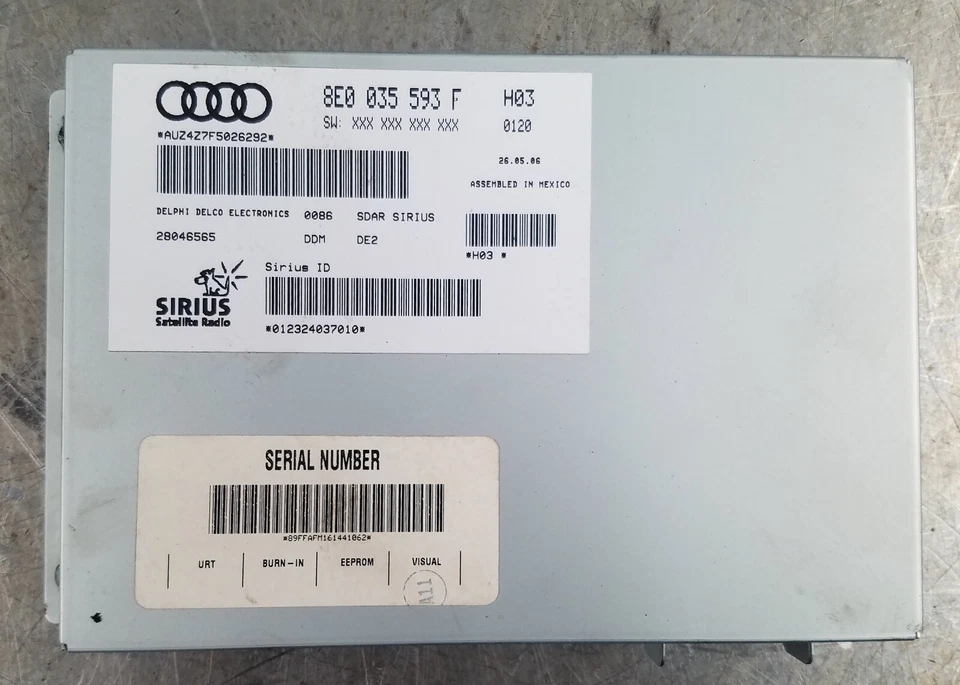 8E0 035 593 F H03
SW: XXX XXX XXX XXX 0120
*AUZ4Z7F5026292*
26.05.06
ASSEMBLED IN MEXICO
DELPHI DELCO ELECTRONICS 0086 SDAR SIRIUS
28046565 DDM DE2
*H03 *
Sirius ID
SIRIUS
Satellite Radio
*012324037010*
SERIAL NUMBER
*89FFAFM161441062*
URT BURN-IN EEPROM VISUAL
A11